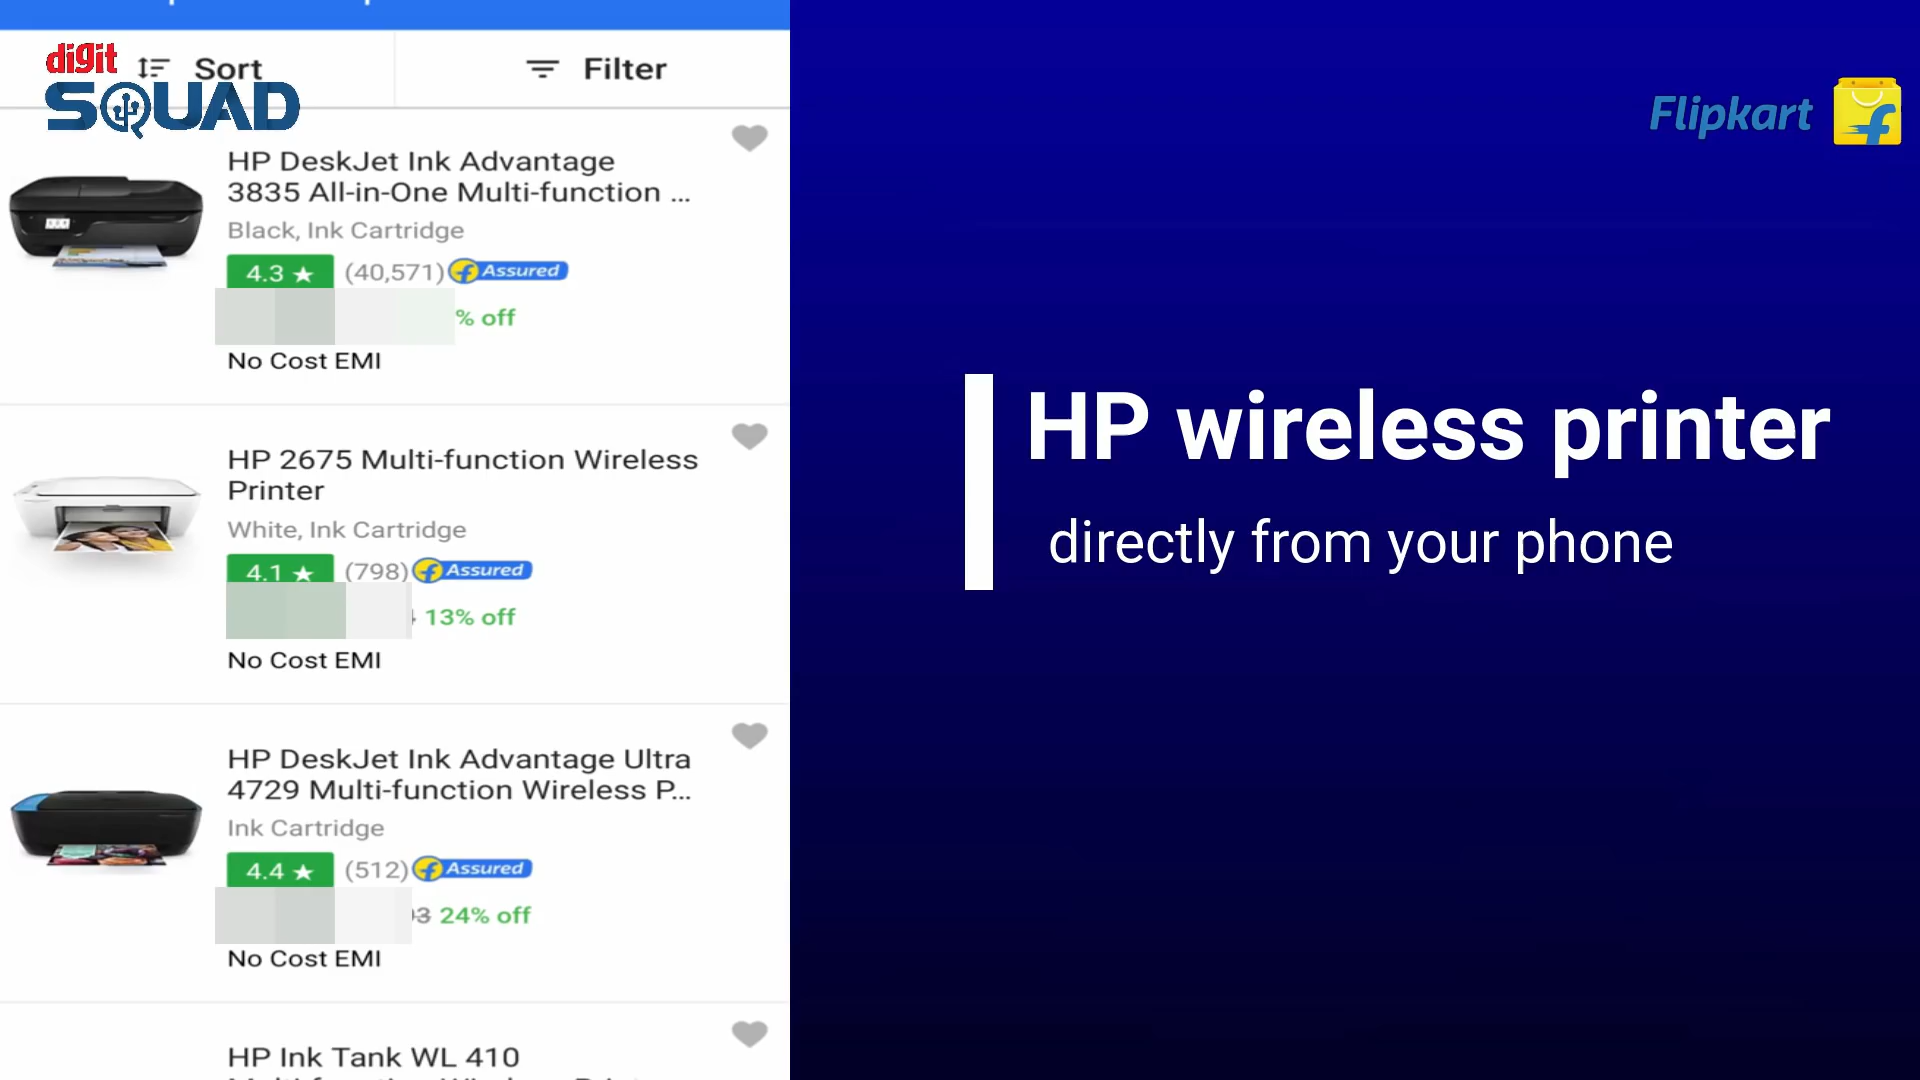 digit
SQUAD
Sort
Filter
HP DeskJet Ink Advantage
3835 All-in-One Multi-function ...
Black, Ink Cartridge
4.3 ★ (40,571) f Assured
% off
No Cost EMI
HP 2675 Multi-function Wireless
Printer
White, Ink Cartridge
4.1 ★ (798) f Assured
13% off
No Cost EMI
HP DeskJet Ink Advantage Ultra
4729 Multi-function Wireless P...
Ink Cartridge
4.4 ★ (512) f Assured
3 24% off
No Cost EMI
HP Ink Tank WL 410
Flipkart
HP wireless printer
directly from your phone